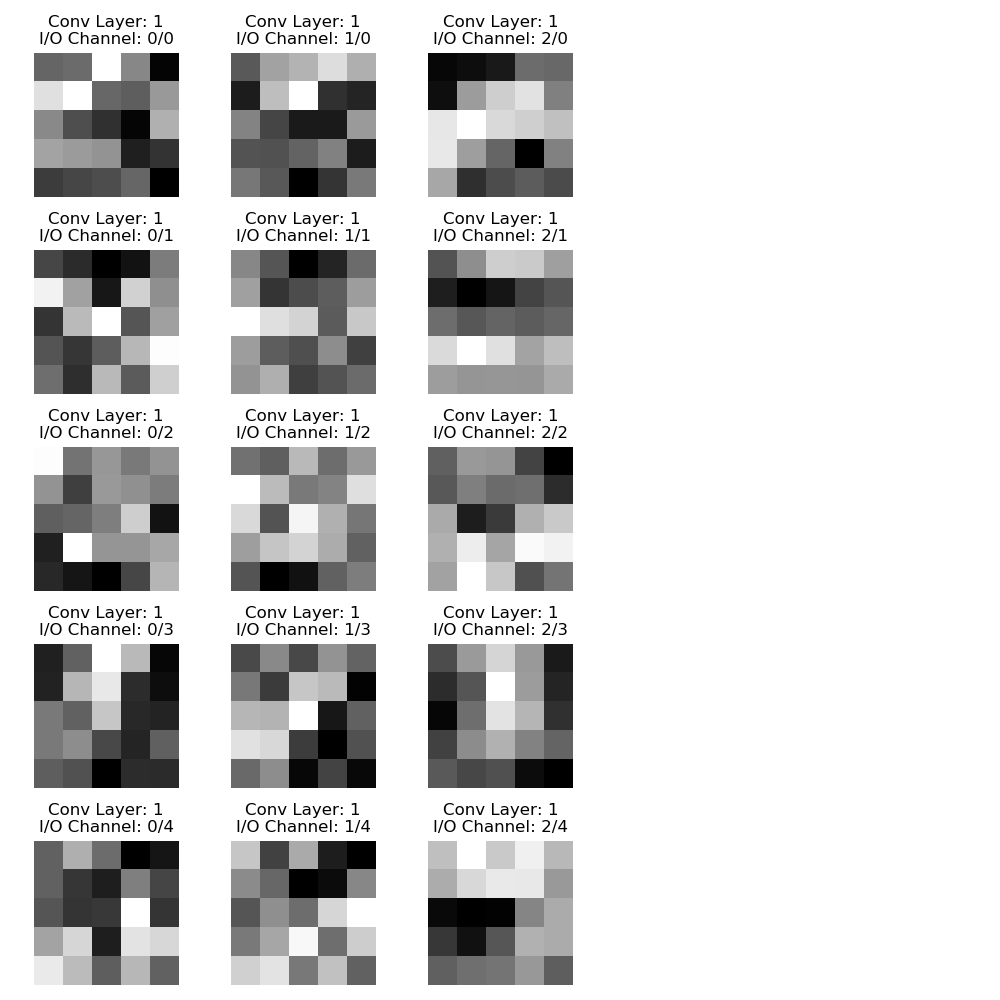 Conv Layer: 1
I/O Channel: 0/0
Conv Layer: 1
I/O Channel: 1/0
Conv Layer: 1
I/O Channel: 2/0
Conv Layer: 1
I/O Channel: 0/1
Conv Layer: 1
I/O Channel: 1/1
Conv Layer: 1
I/O Channel: 2/1
Conv Layer: 1
I/O Channel: 0/2
Conv Layer: 1
I/O Channel: 1/2
Conv Layer: 1
I/O Channel: 2/2
Conv Layer: 1
I/O Channel: 0/3
Conv Layer: 1
I/O Channel: 1/3
Conv Layer: 1
I/O Channel: 2/3
Conv Layer: 1
I/O Channel: 0/4
Conv Layer: 1
I/O Channel: 1/4
Conv Layer: 1
I/O Channel: 2/4